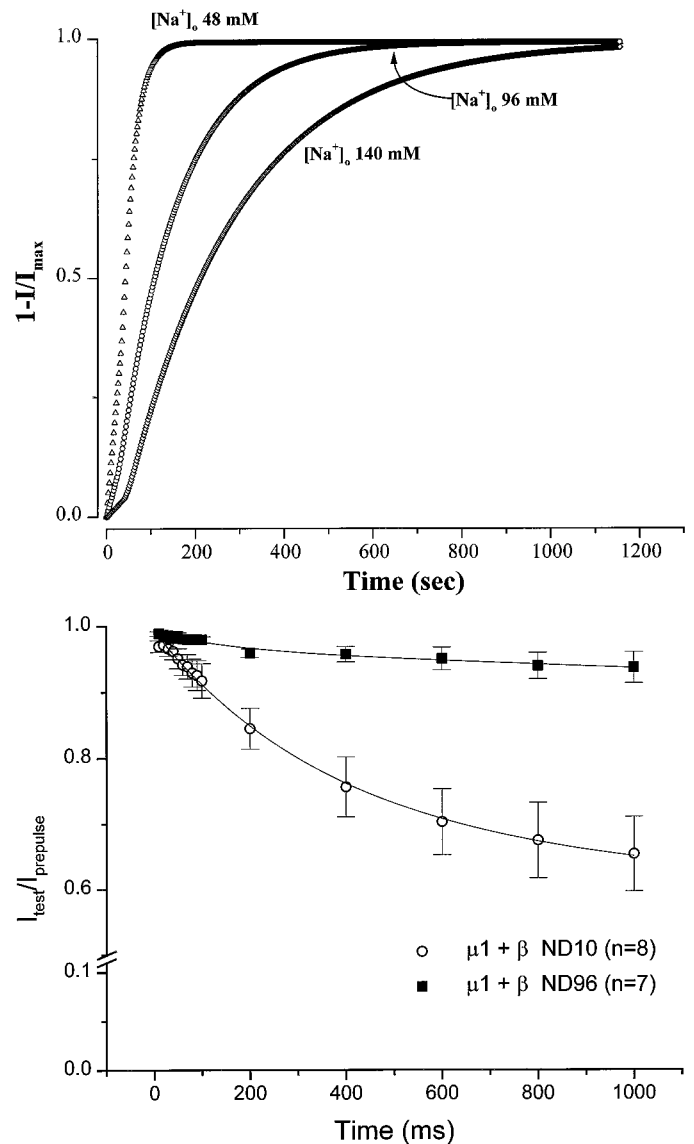 [Na+]o 48 mM
1.0
[Na+]o 96 mM
[Na+]o 140 mM
1-I/Imax
0.5
0.0
0 200 400 600 800 1000 1200
Time (sec)
1.0
0.8
Itest/Iprepulse
0.6
μ1 + β ND10 (n=8)
0.1
μ1 + β ND96 (n=7)
0.0
0 200 400 600 800 1000
Time (ms)